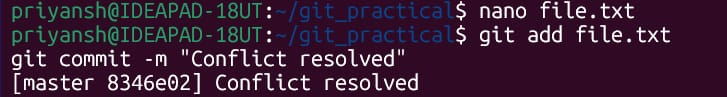 priyansh@IDEAPAD-18UT:~/git_practical$ nano file.txt
priyansh@IDEAPAD-18UT:~/git_practical$ git add file.txt
git commit -m "Conflict resolved"
[master 8346e02] Conflict resolved